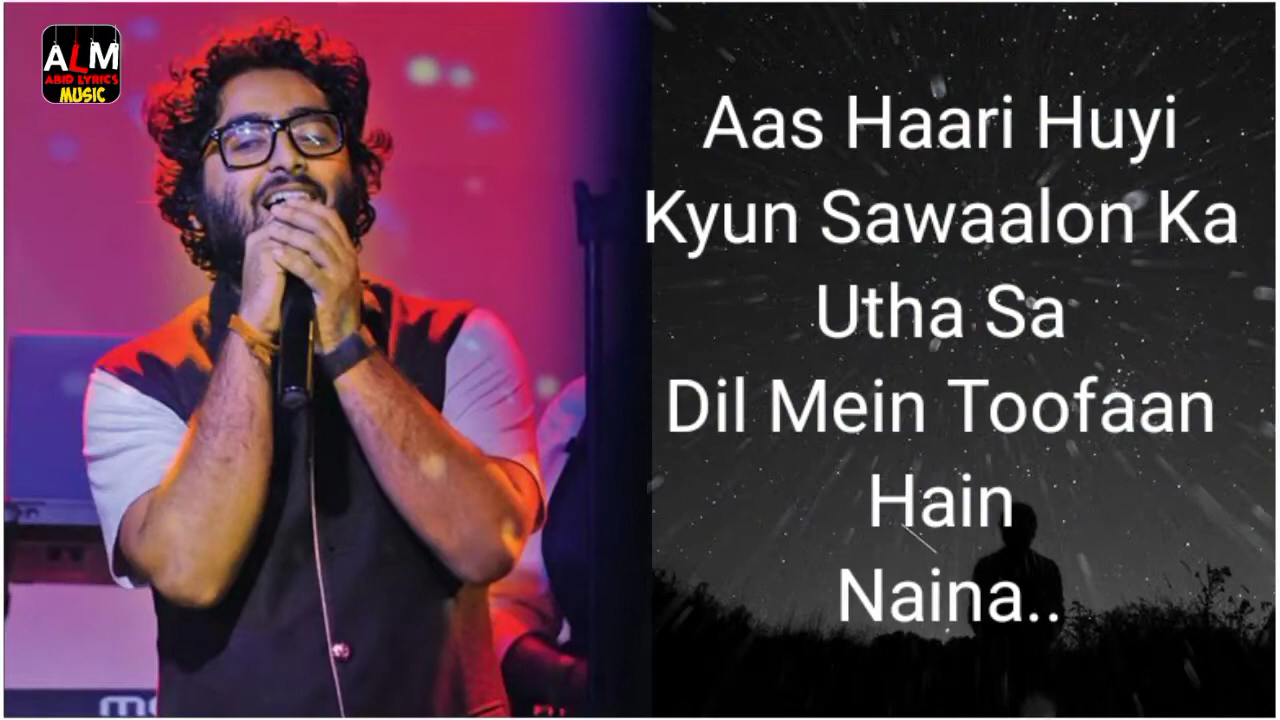 ALM
ABID LYRICS
MUSIC
Aas Haari Huyi
Kyun Sawaalon Ka
Utha Sa
Dil Mein Toofaan
Hain
Naina..